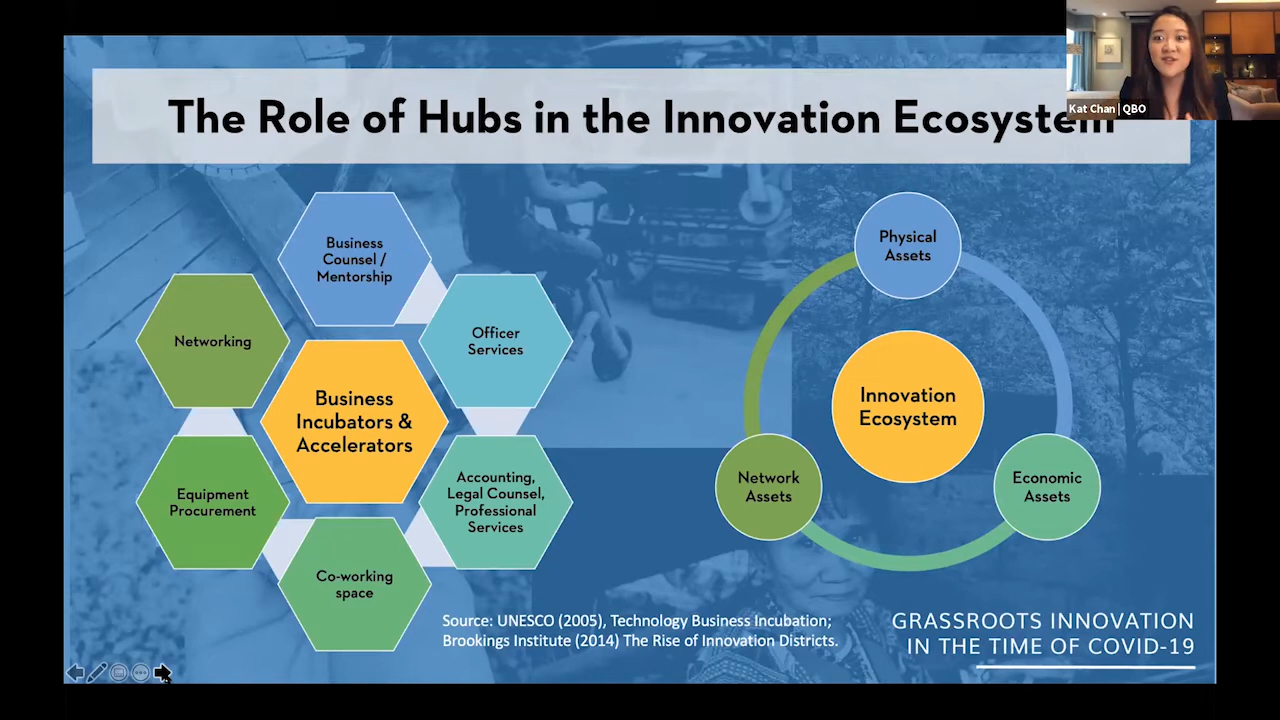 The Role of Hubs in the Innovation Ecosystem
Kat Chan | QBO
Business
Counsel /
Mentorship
Networking
Officer
Services
Business
Incubators &
Accelerators
Equipment
Procurement
Accounting,
Legal Counsel,
Professional
Services
Co-working
space
Physical
Assets
Innovation
Ecosystem
Network
Assets
Economic
Assets
Source: UNESCO (2005), Technology Business Incubation;
Brookings Institute (2014) The Rise of Innovation Districts.
GRASSROOTS INNOVATION
IN THE TIME OF COVID-19